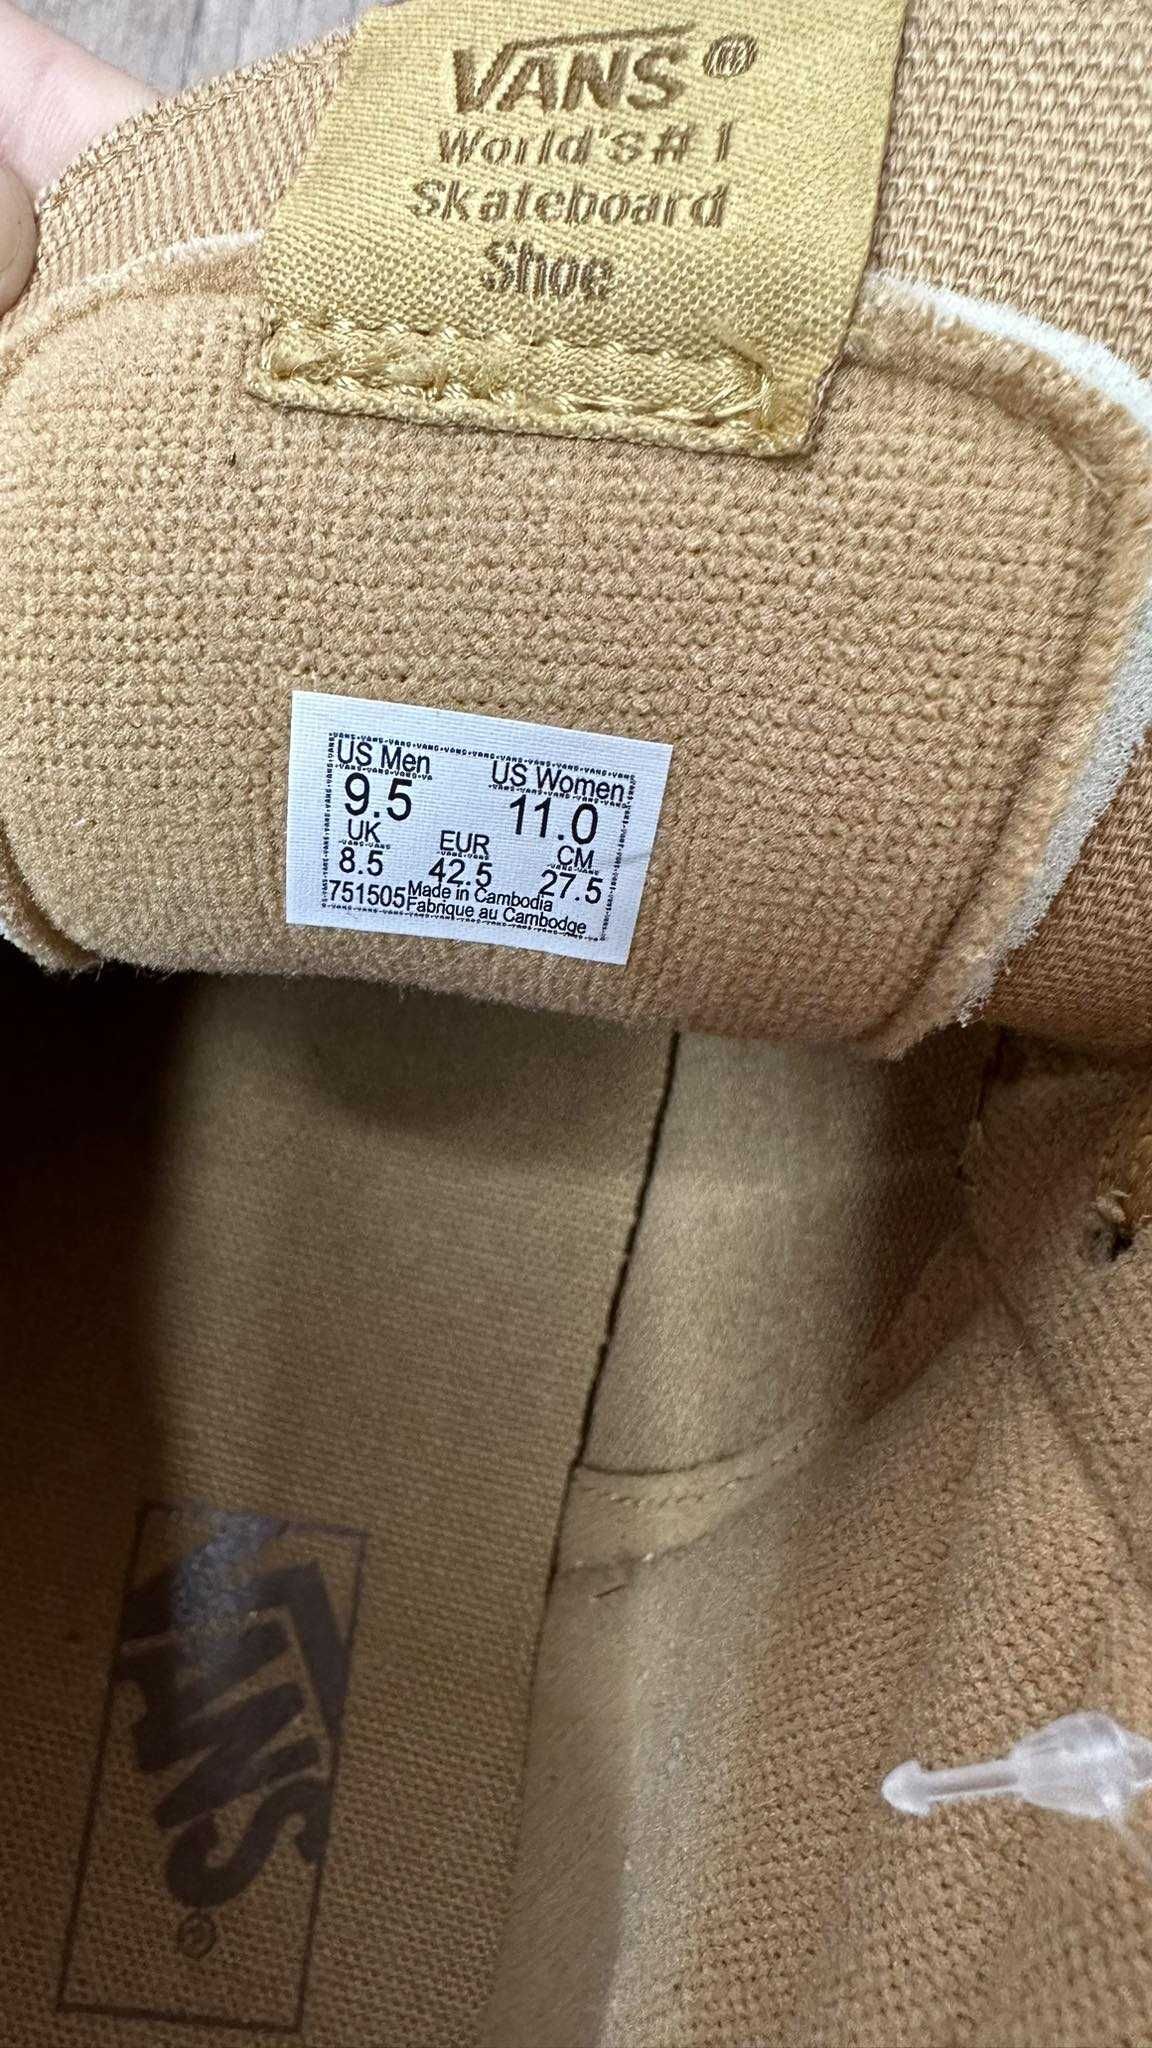 VANS®
World's #1
Skateboard
Shoe
US Men US Women
9.5 11.0
UK EUR CM
8.5 42.5 27.5
751505 Made in Cambodia
Fabriqué au Cambodge
VANS®